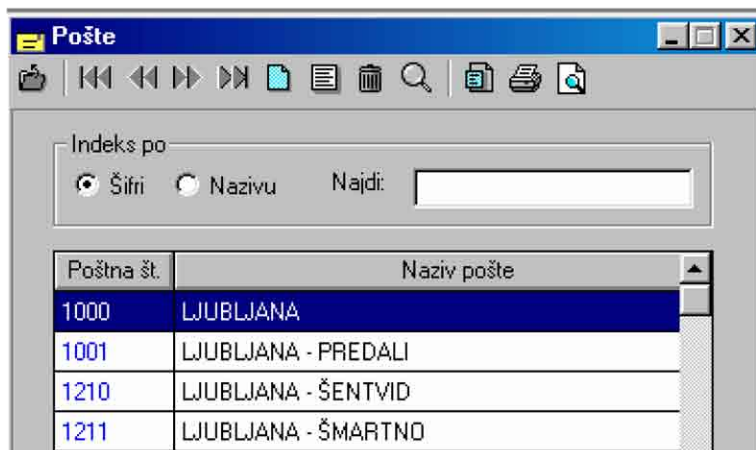 Pošte
Indeks po
Šifri Nazivu Najdi:
Poštna št. Naziv pošte
1000 LJUBLJANA
1001 LJUBLJANA - PREDALI
1210 LJUBLJANA - ŠENTVID
1211 LJUBLJANA - ŠMARTNO